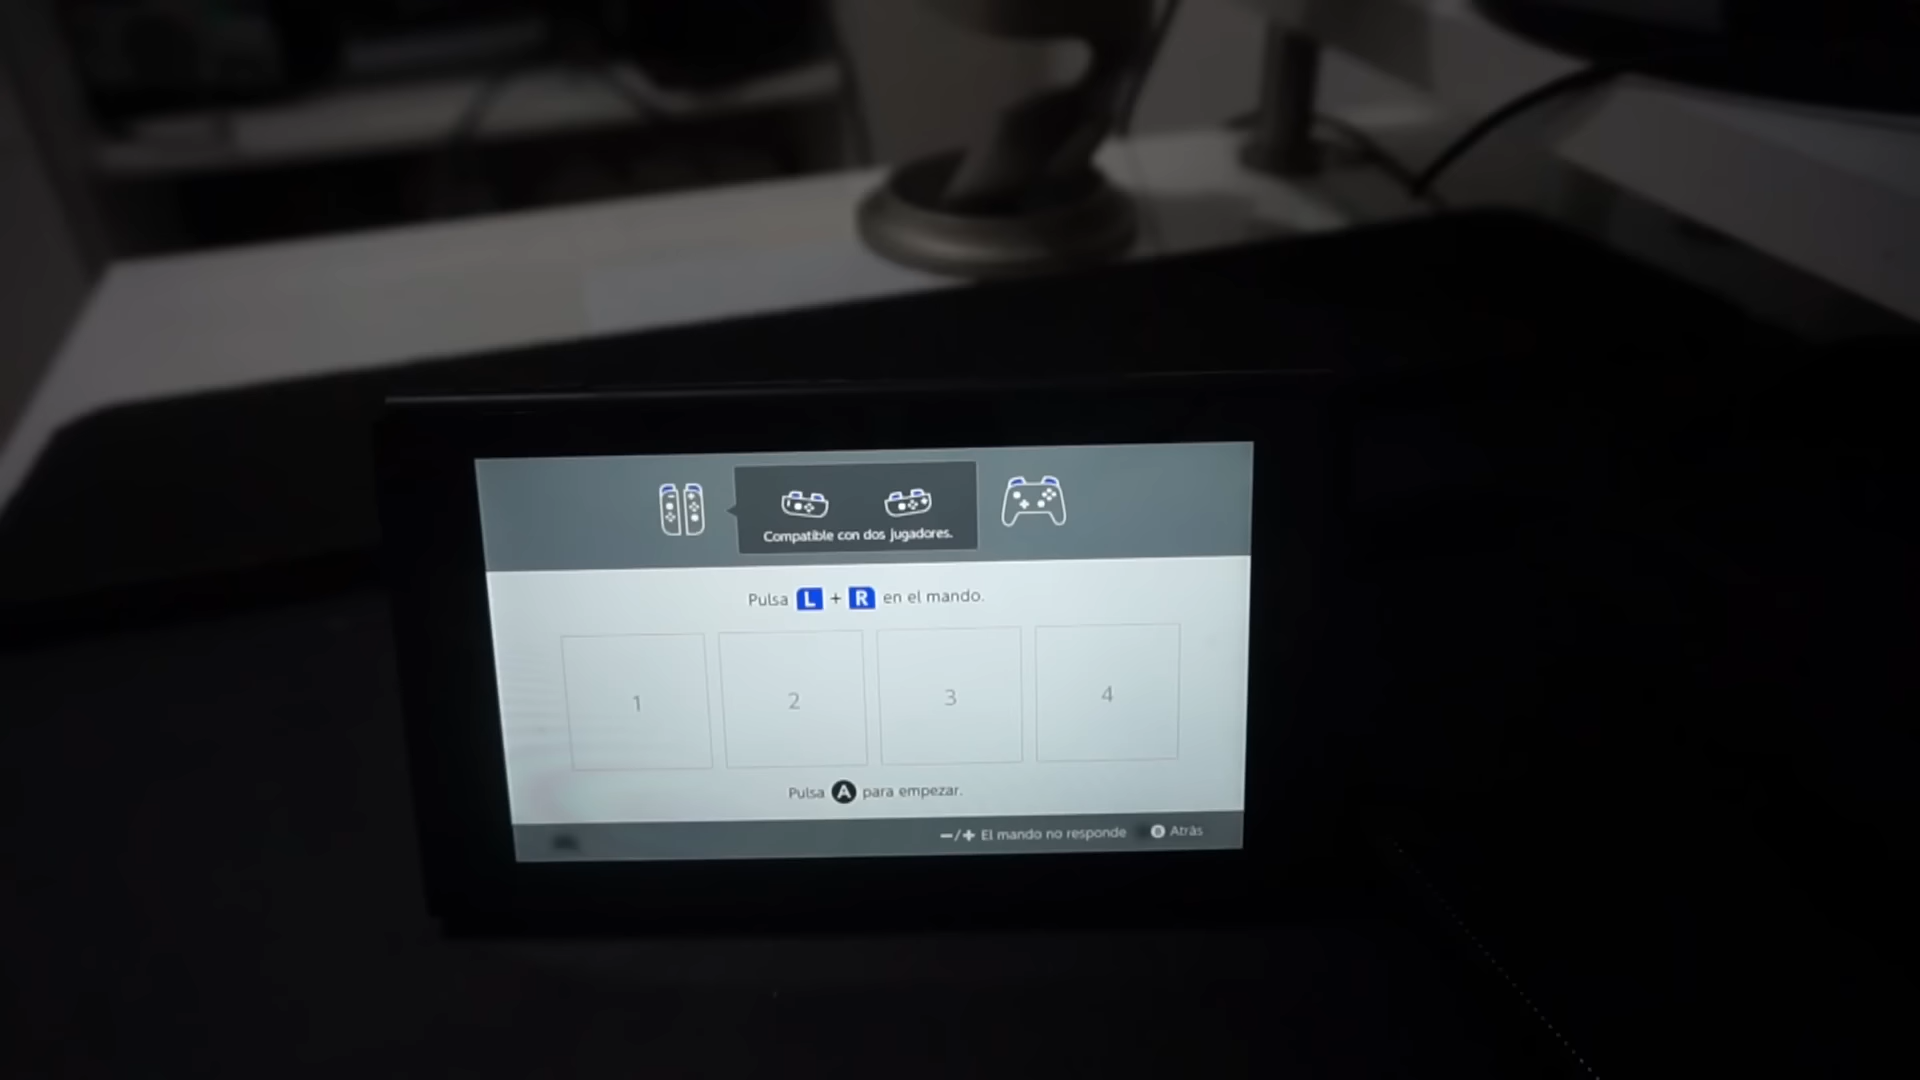 Compatible con dos jugadores.
Pulsa L + R en el mando.
1 2 3 4
Pulsa A para empezar.
−/+ El mando no responde B Atrás